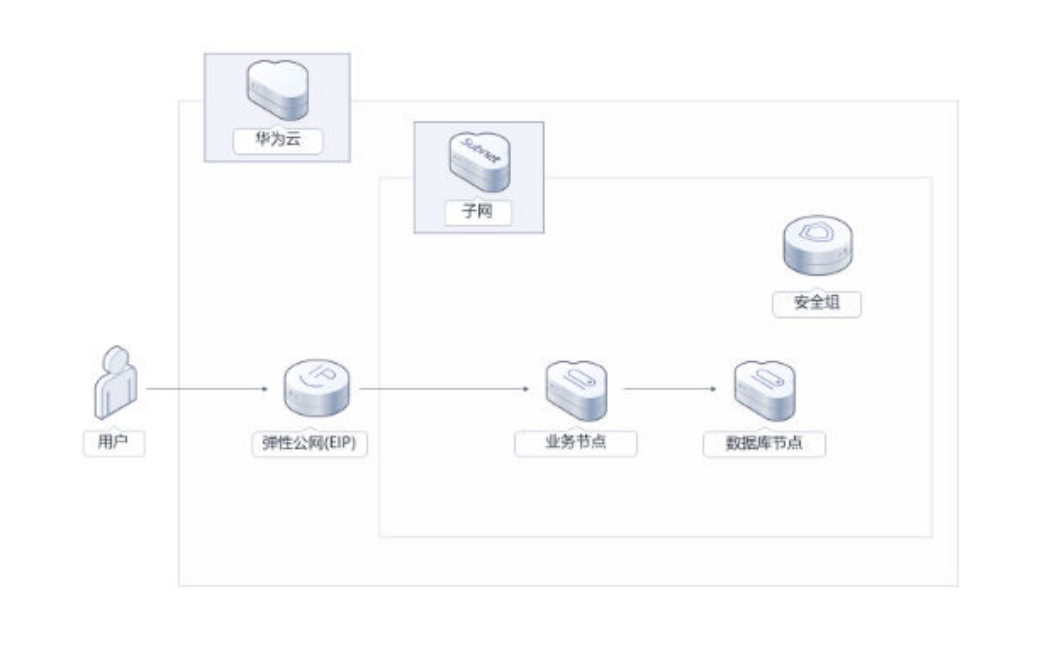 华为云
Subnet
子网
安全组
IP
用户
弹性公网(EIP)
业务节点
数据库节点